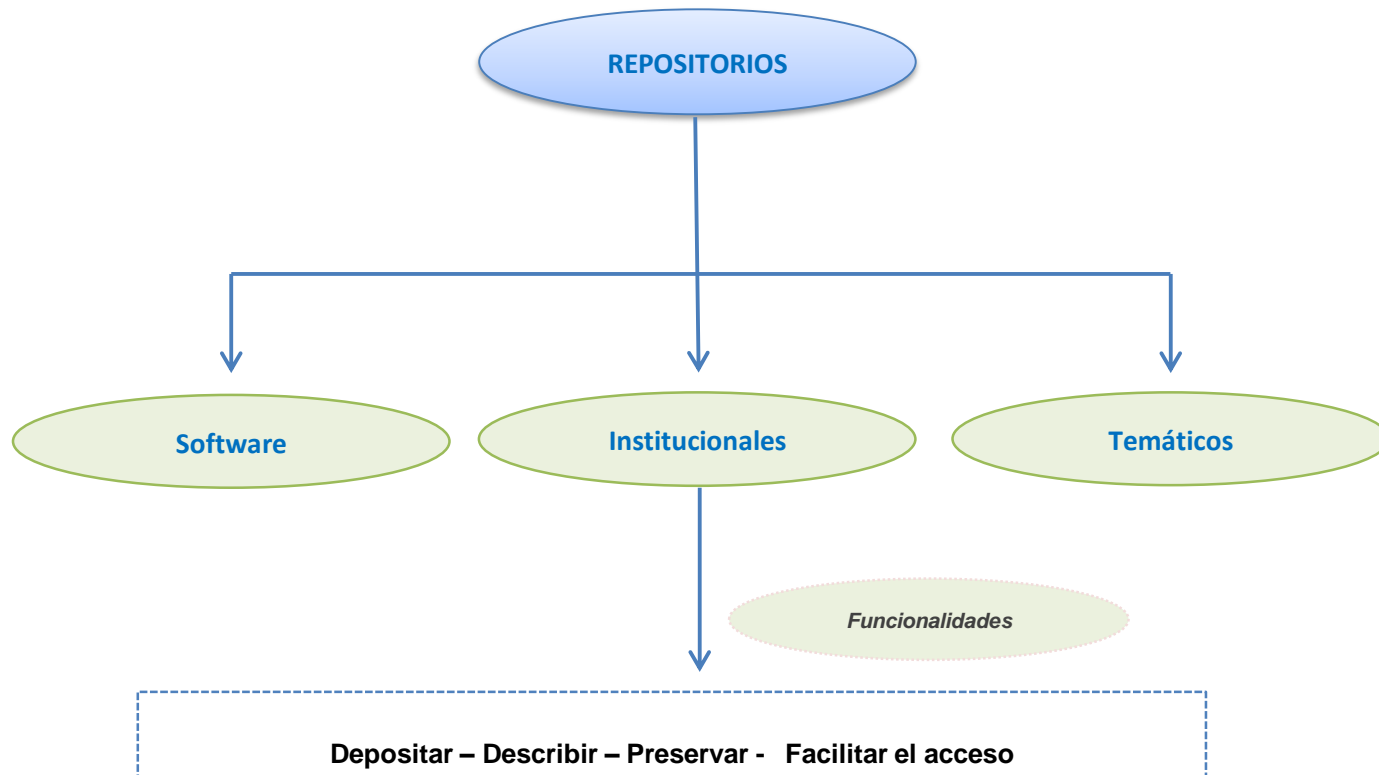 REPOSITORIOS
Software
Institucionales
Temáticos
Funcionalidades
Depositar – Describir – Preservar - Facilitar el acceso